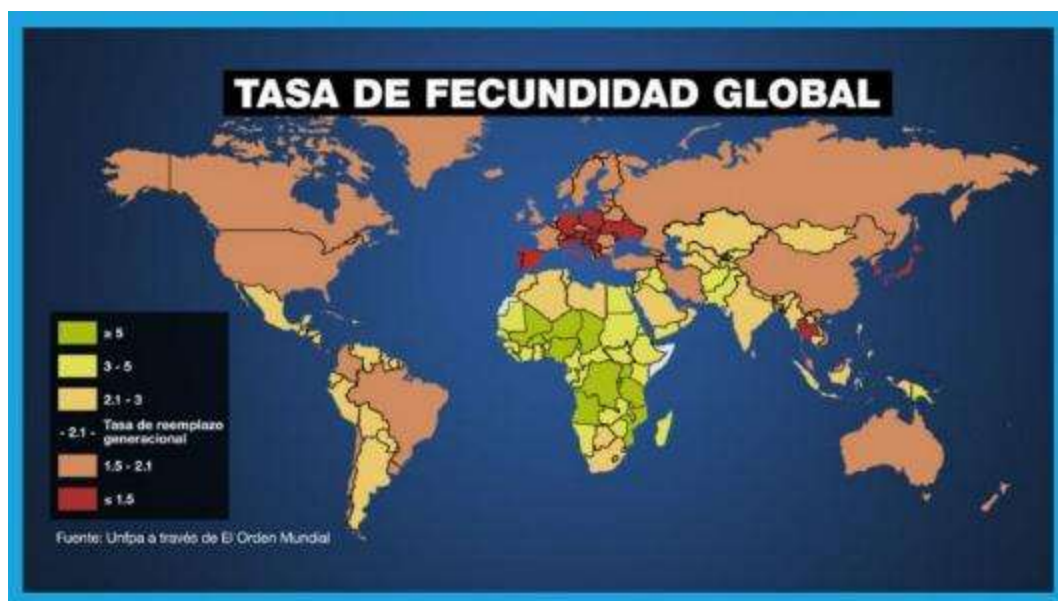 TASA DE FECUNDIDAD GLOBAL
≥ 5
3 - 5
2.1 - 3
- 2.1 - Tasa de reemplazo
generacional
1.5 - 2.1
≤ 1.5
Fuente: Unfpa a través de El Orden Mundial